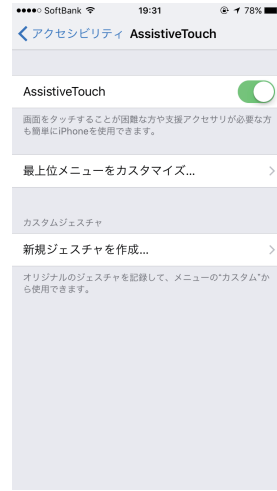 SoftBank 19:31 78%
アクセシビリティ AssistiveTouch
AssistiveTouch
画面をタッチすることが困難な方や支援アクセサリが必要な方
も簡単にiPhoneを使用できます。
最上位メニューをカスタマイズ...
カスタムジェスチャ
新規ジェスチャを作成...
オリジナルのジェスチャを記録して、メニューの“カスタム”か
ら使用できます。